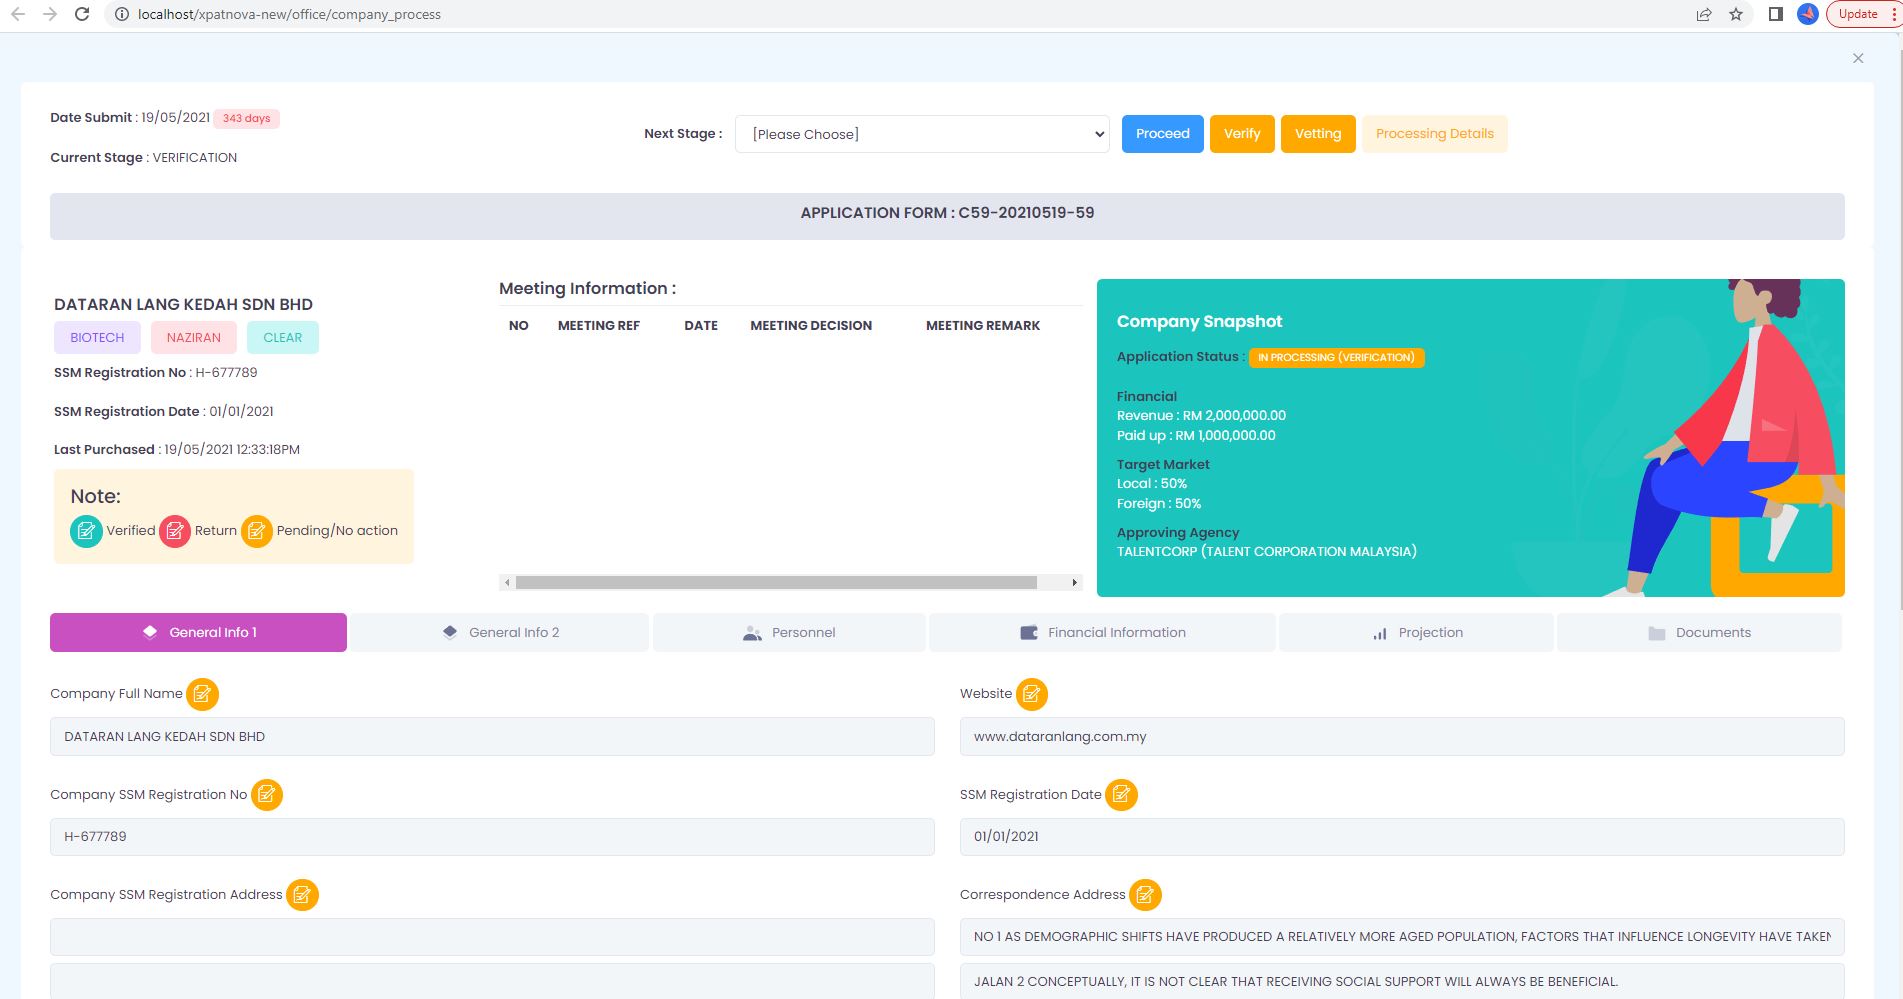 localhost/xpatnova-new/office/company_process
Update
Date Submit : 19/05/2021 343 days
Current Stage : VERIFICATION
Next Stage : [Please Choose] Proceed Verify Vetting Processing Details
APPLICATION FORM : C59-20210519-59
DATARAN LANG KEDAH SDN BHD
BIOTECH NAZIRAN CLEAR
SSM Registration No : H-677789
SSM Registration Date : 01/01/2021
Last Purchased : 19/05/2021 12:33:18PM
Note:
Verified Return Pending/No action
Meeting Information :
NO MEETING REF DATE MEETING DECISION MEETING REMARK
Company Snapshot
Application Status : IN PROCESSING (VERIFICATION)
Financial
Revenue : RM 2,000,000.00
Paid up : RM 1,000,000.00
Target Market
Local : 50%
Foreign : 50%
Approving Agency
TALENTCORP (TALENT CORPORATION MALAYSIA)
General Info 1 General Info 2 Personnel Financial Information Projection Documents
Company Full Name
DATARAN LANG KEDAH SDN BHD
Website
www.dataranlang.com.my
Company SSM Registration No
H-677789
SSM Registration Date
01/01/2021
Company SSM Registration Address
Correspondence Address
NO 1 AS DEMOGRAPHIC SHIFTS HAVE PRODUCED A RELATIVELY MORE AGED POPULATION, FACTORS THAT INFLUENCE LONGEVITY HAVE TAKEN
JALAN 2 CONCEPTUALLY, IT IS NOT CLEAR THAT RECEIVING SOCIAL SUPPORT WILL ALWAYS BE BENEFICIAL.